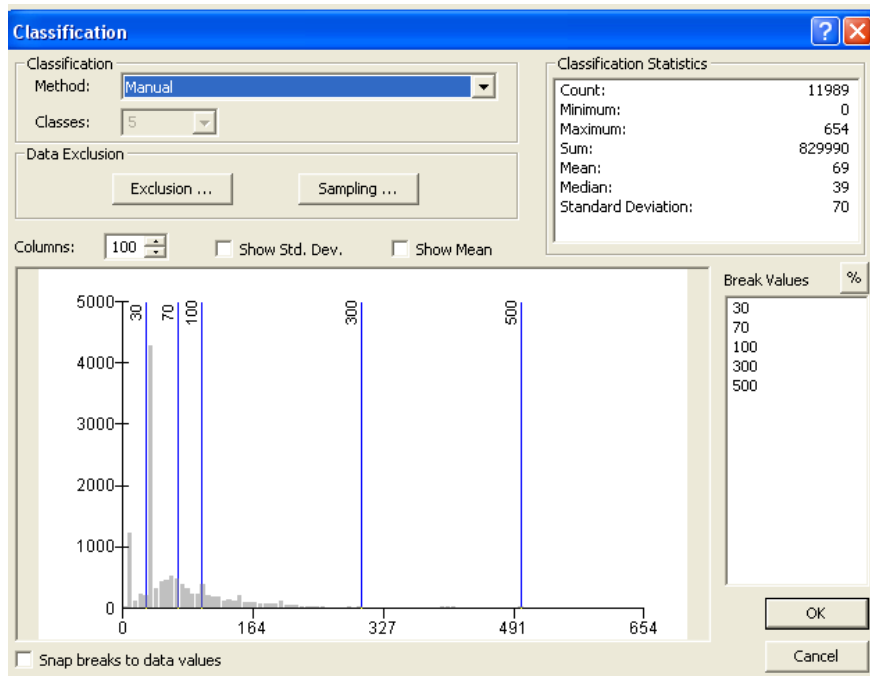 Classification
Classification
Method: Manual
Classes: 5
Data Exclusion
Exclusion ...
Sampling ...
Classification Statistics
Count: 11989
Minimum: 0
Maximum: 654
Sum: 829990
Mean: 69
Median: 39
Standard Deviation: 70
Columns: 100
Show Std. Dev.
Show Mean
Break Values
%
30
70
100
300
500
5000
4000
3000
2000
1000
0
30
70
100
300
500
0
164
327
491
654
OK
Cancel
Snap breaks to data values